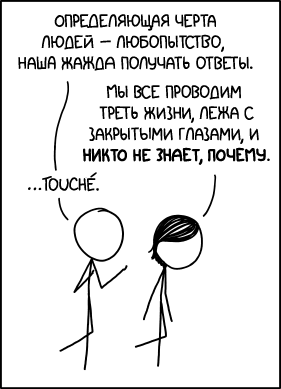 ОПРЕДЕЛЯЮЩАЯ ЧЕРТА
ЛЮДЕЙ — ЛЮБОПЫТСТВО,
НАША ЖАЖДА ПОЛУЧАТЬ ОТВЕТЫ.
МЫ ВСЕ ПРОВОДИМ
ТРЕТЬ ЖИЗНИ, ЛЕЖА С
ЗАКРЫТЫМИ ГЛАЗАМИ, И
НИКТО НЕ ЗНАЕТ, ПОЧЕМУ.
...TOUCHÉ.